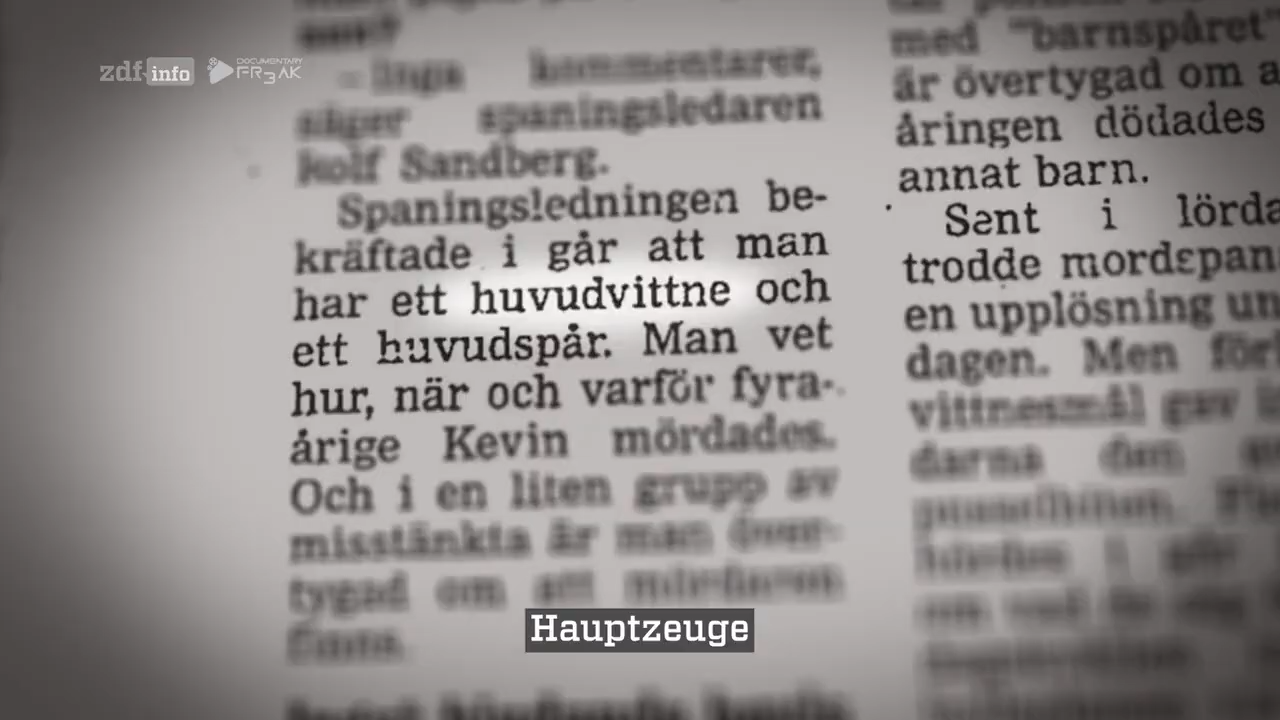 zdf info
DOCUMENTARY
FR3AK
– Inga kommentarer,
säger spaningsledaren
Rolf Sandberg.
Spaningsledningen be-
kräftade i går att man
har ett huvudvittne och
ett huvudspår. Man vet
hur, när och varför fyra-
årige Kevin mördades.
Och i en liten grupp av
misstänkta är man över-
tygad om att mördaren
finns.
med "barnspåret"
är övertygad om
åringen dödades
annat barn.
Sent i lörda
trodde mordspan
en upplösning un
dagen. Men för
vittnesmål gav
Hauptzeuge